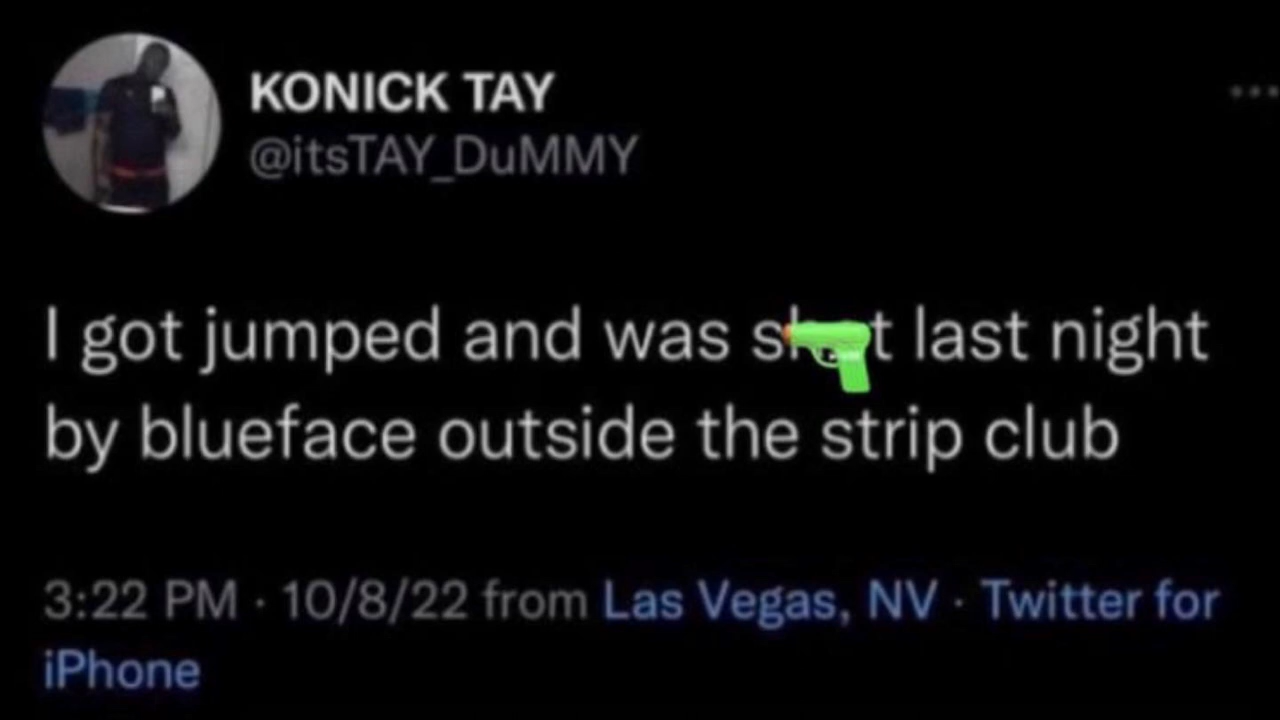 KONICK TAY
@itsTAY_DuMMY
I got jumped and was sh🔫t last night
by blueface outside the strip club
3:22 PM · 10/8/22 from Las Vegas, NV · Twitter for
iPhone